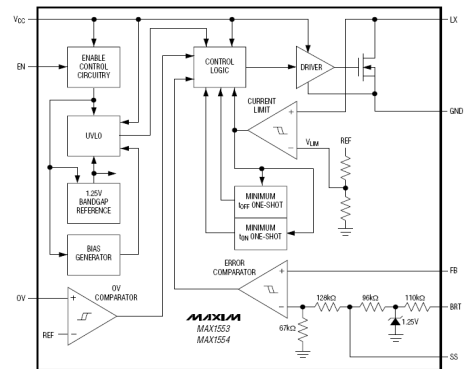 VCC
LX
EN
ENABLE
CONTROL
CIRCUITRY
CONTROL
LOGIC
DRIVER
GND
CURRENT
LIMIT
UVLO
VLIM
REF
1.25V
BANDGAP
REFERENCE
MINIMUM
tOFF ONE-SHOT
MINIMUM
tON ONE-SHOT
BIAS
GENERATOR
ERROR
COMPARATOR
FB
OV
OV
COMPARATOR
128kΩ
96kΩ
110kΩ
BRT
MAXIM
MAX1553
MAX1554
67kΩ
1.25V
REF
SS